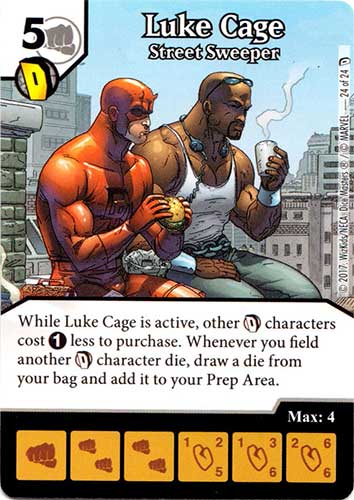 5
Luke Cage
Street Sweeper
D
© 2017, WizKids/NECA. Dice Masters ® / © MARVEL — 24 of 24 D
While Luke Cage is active, other D characters
cost 1 less to purchase. Whenever you field
another D character die, draw a die from
your bag and add it to your Prep Area.
Max: 4
1 2 5
1 3 6
2 6 6